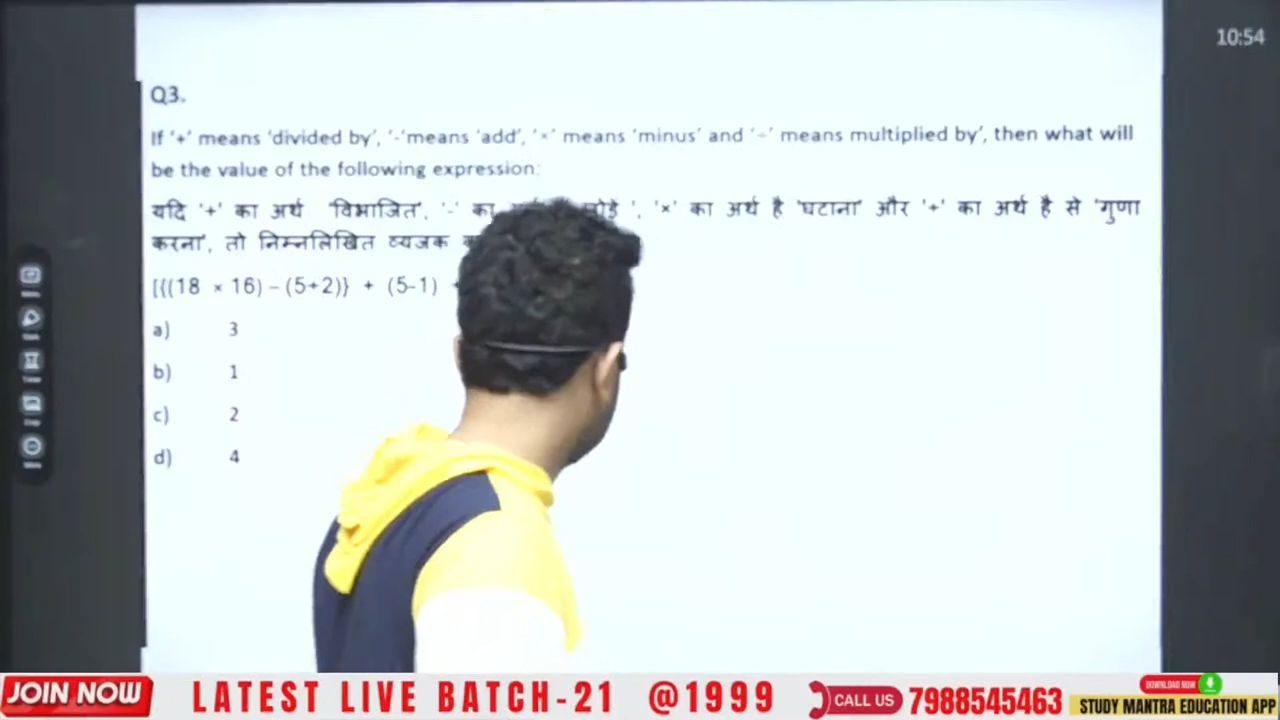 10:54
Q3.
If '+' means 'divided by', '-'means 'add', '×' means 'minus' and '÷' means multiplied by', then what will
be the value of the following expression:
यदि '+' का अर्थ 'विभाजित', '-' का जोड़े ', '×' का अर्थ है 'घटाना' और '÷' का अर्थ है से 'गुणा
करना', तो निम्नलिखित व्यंजक
[{((18 × 16) – (5÷2)} + (5-1)
a) 3
b) 1
c) 2
d) 4
JOIN NOW LATEST LIVE BATCH-21 @1999 CALL US 7988545463
DOWNLOAD NOW
STUDY MANTRA EDUCATION APP